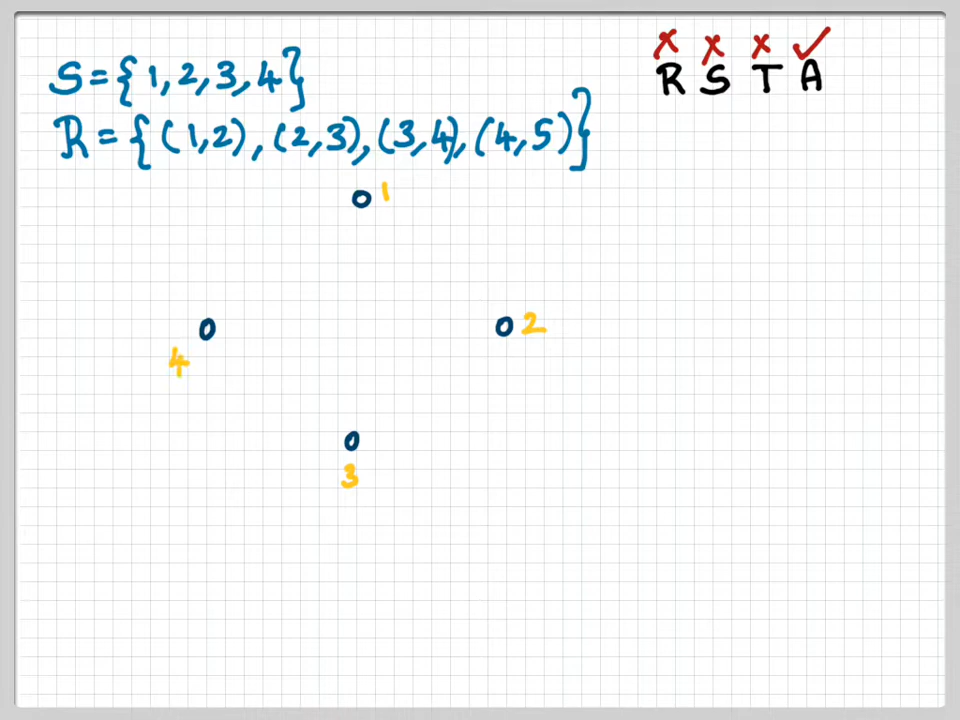 S={1,2,3,4}
R={(1,2),(2,3),(3,4),(4,5)}
x x x ✓
R S T A
1
4
2
3